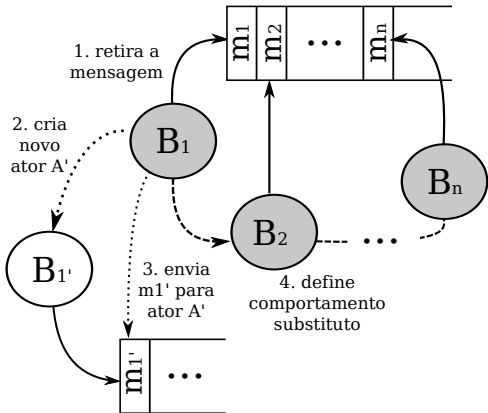 m1
m2
...
mn
1. retira a
mensagem
2. cria
novo
ator A'
B1
Bn
B2
...
B1'
3. envia
m1' para
ator A'
4. define
comportamento
substituto
m1'
...